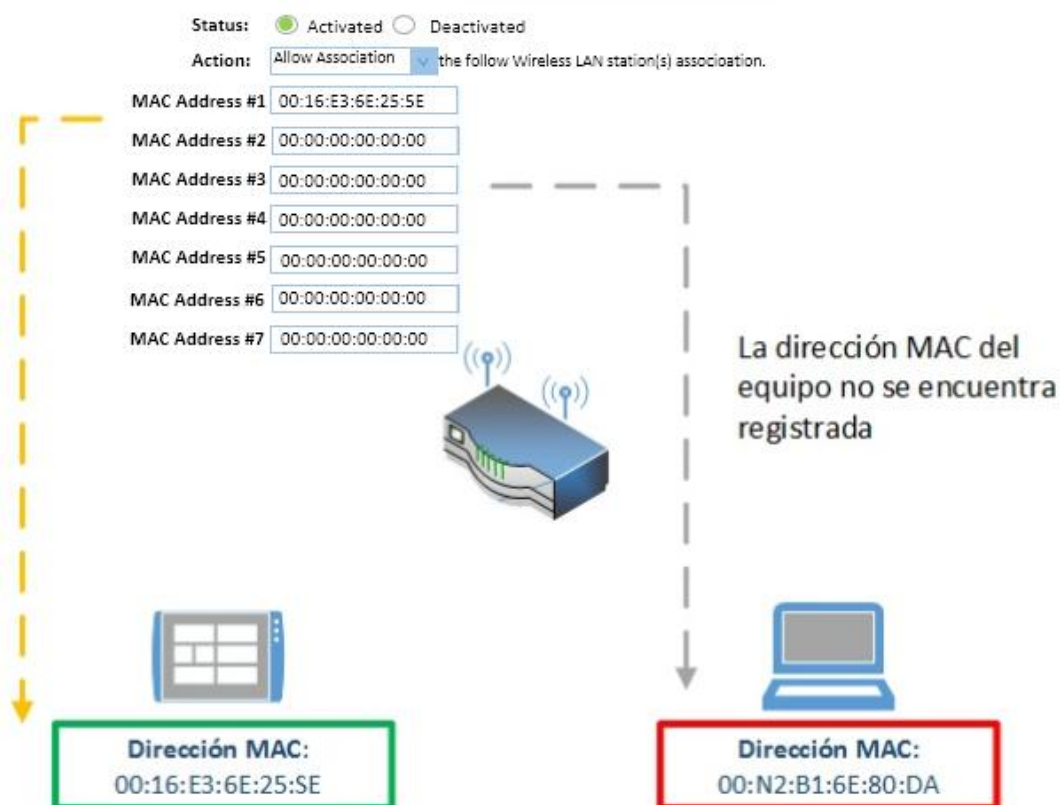 Status: Activated Deactivated
Action: Allow Association the follow Wireless LAN station(s) associoation.
MAC Address #1 00:16:E3:6E:25:5E
MAC Address #2 00:00:00:00:00:00
MAC Address #3 00:00:00:00:00:00
MAC Address #4 00:00:00:00:00:00
MAC Address #5 00:00:00:00:00:00
MAC Address #6 00:00:00:00:00:00
MAC Address #7 00:00:00:00:00:00
La dirección MAC del
equipo no se encuentra
registrada
Dirección MAC:
00:16:E3:6E:25:SE
Dirección MAC:
00:N2:B1:6E:80:DA